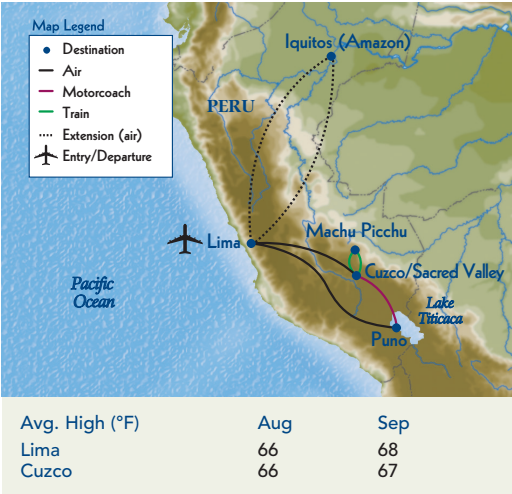 Map Legend
Destination
Air
Motorcoach
Train
Extension (air)
Entry/Departure
Iquitos (Amazon)
PERU
Lima
Machu Picchu
Cuzco/Sacred Valley
Pacific
Ocean
Lake
Titicaca
Puno
Avg. High (°F) Aug Sep
Lima 66 68
Cuzco 66 67